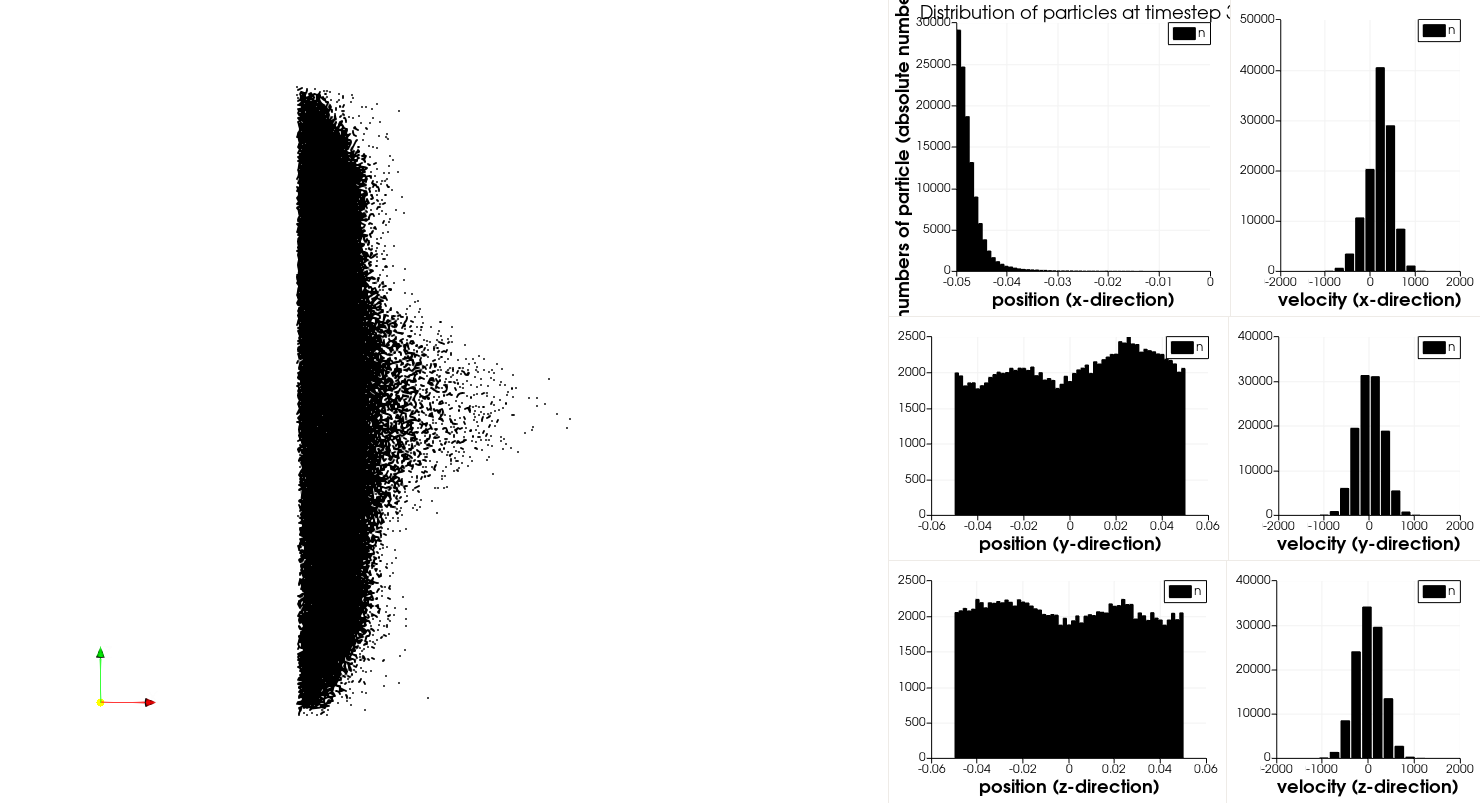 Distribution of particles at timestep
numbers of particle (absolute
30000
25000
20000
15000
10000
5000
0
-0.05 -0.04 -0.03 -0.02 -0.01 0
position (x-direction)
n
50000
40000
30000
20000
10000
0
-2000 -1000 0 1000 2000
velocity (x-direction)
n
2500
2000
1500
1000
500
0
-0.06 -0.04 -0.02 0 0.02 0.04 0.06
position (y-direction)
n
40000
30000
20000
10000
0
-2000 -1000 0 1000 2000
velocity (y-direction)
n
2500
2000
1500
1000
500
0
-0.06 -0.04 -0.02 0 0.02 0.04 0.06
position (z-direction)
n
40000
30000
20000
10000
0
-2000 -1000 0 1000 2000
velocity (z-direction)
n